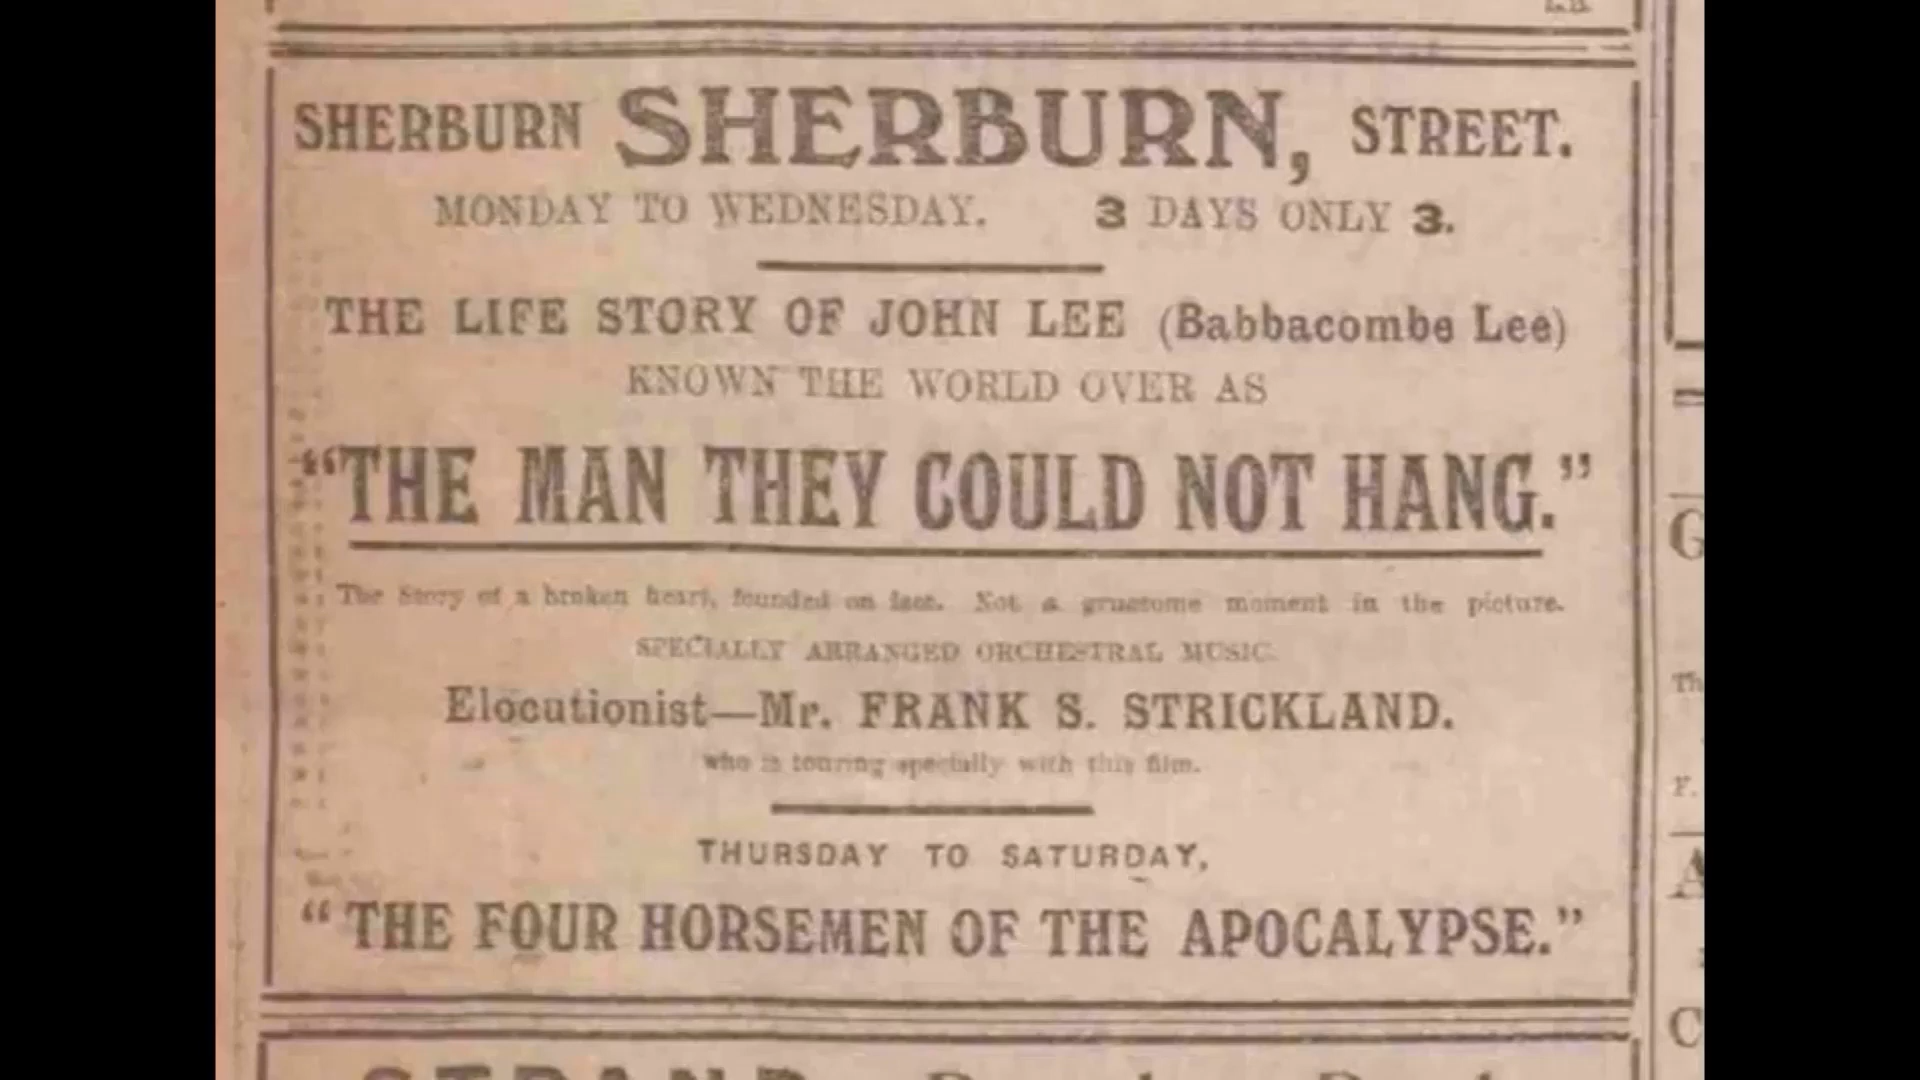 SHERBURN SHERBURN, STREET.
MONDAY TO WEDNESDAY. 3 DAYS ONLY 3.
THE LIFE STORY OF JOHN LEE (Babbacombe Lee)
KNOWN THE WORLD OVER AS
"THE MAN THEY COULD NOT HANG."
The Story of a broken heart, founded on fact. Not a gruesome moment in the picture.
SPECIALLY ARRANGED ORCHESTRAL MUSIC.
Elocutionist—Mr. FRANK S. STRICKLAND.
who is touring specially with this film.
THURSDAY TO SATURDAY,
"THE FOUR HORSEMEN OF THE APOCALYPSE."